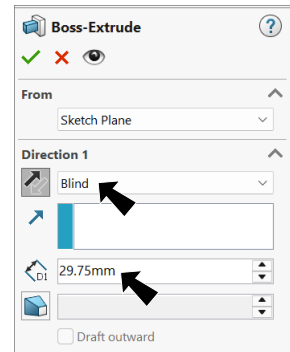 Boss-Extrude
?
From
Sketch Plane
Direction 1
Blind
D1
29.75mm
Draft outward